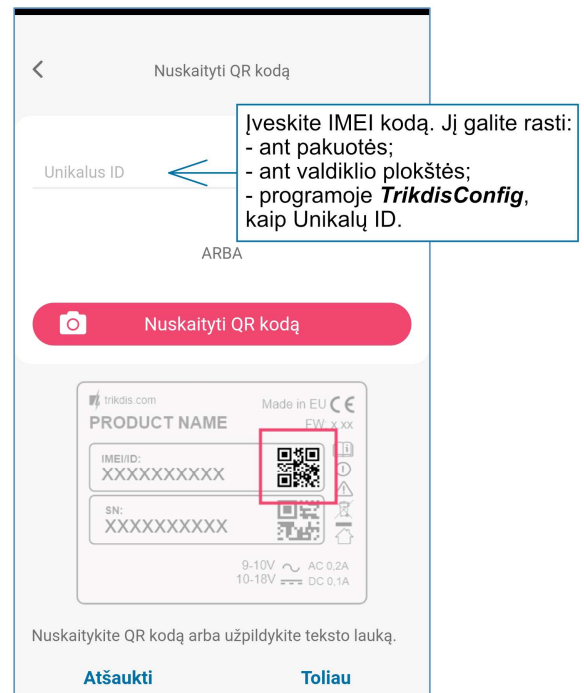 Nuskaityti QR kodą
Įveskite IMEI kodą. Jį galite rasti:
- ant pakuotės;
- ant valdiklio plokštės;
- programoje TrikdisConfig,
kaip Unikalų ID.
Unikalus ID
ARBA
Nuskaityti QR kodą
trikdis.com
Made in EU CE
PRODUCT NAME
FW: x.xx
IMEI/ID:
XXXXXXXXXX
SN:
XXXXXXXXXX
9-10V AC 0,2A
10-18V DC 0,1A
Nuskaitykite QR kodą arba užpildykite teksto lauką.
Atšaukti Toliau